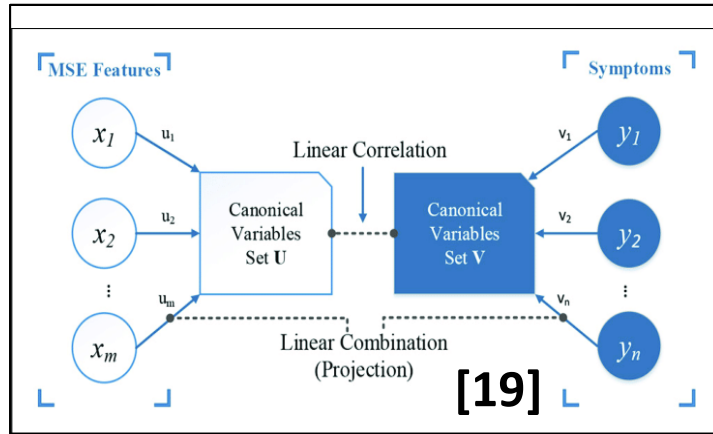 MSE Features
Symptoms
x1
u1
v1
y1
Linear Correlation
x2
u2
Canonical
Variables
Set U
Canonical
Variables
Set V
v2
y2
⋮
⋮
um
vn
xm
yn
Linear Combination
(Projection)
[19]